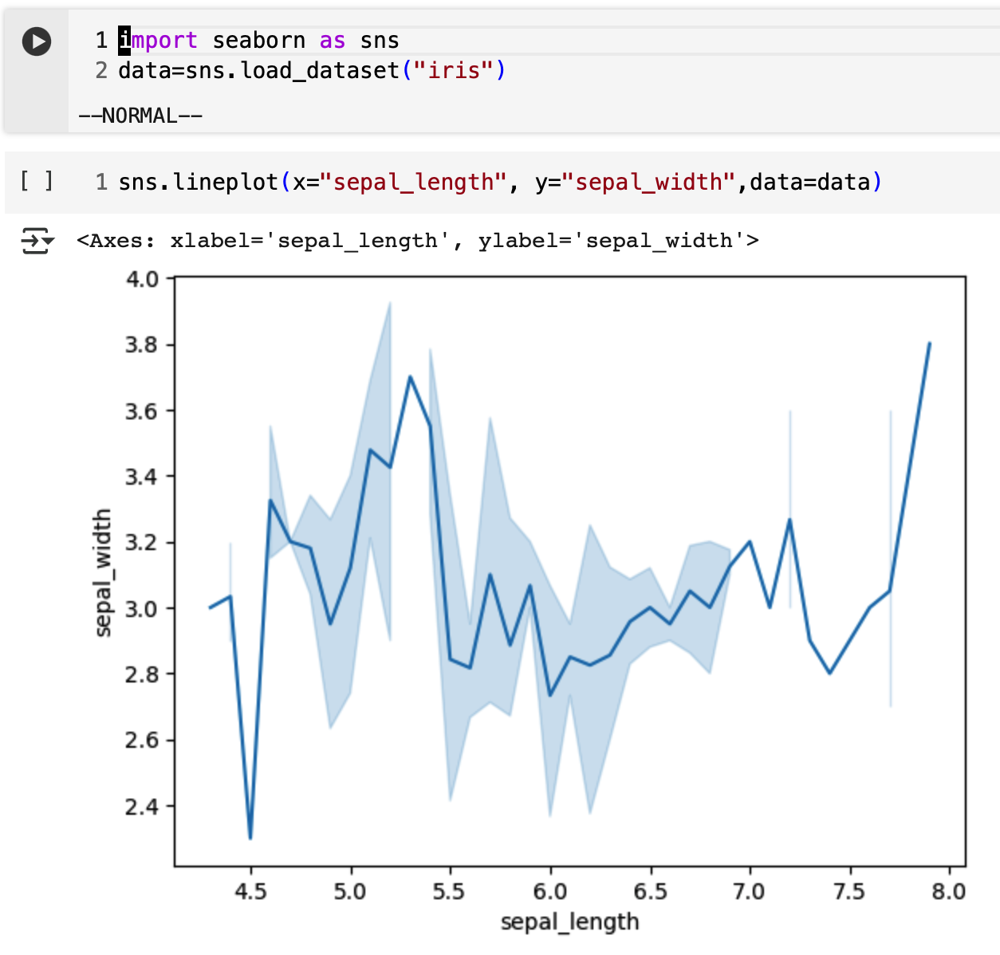 1 import seaborn as sns
2 data=sns.load_dataset("iris")
--NORMAL--
[ ] 1 sns.lineplot(x="sepal_length", y="sepal_width",data=data)
<Axes: xlabel='sepal_length', ylabel='sepal_width'>
4.0
3.8
3.6
3.4
3.2
3.0
2.8
2.6
2.4
sepal_width
4.5 5.0 5.5 6.0 6.5 7.0 7.5 8.0
sepal_length